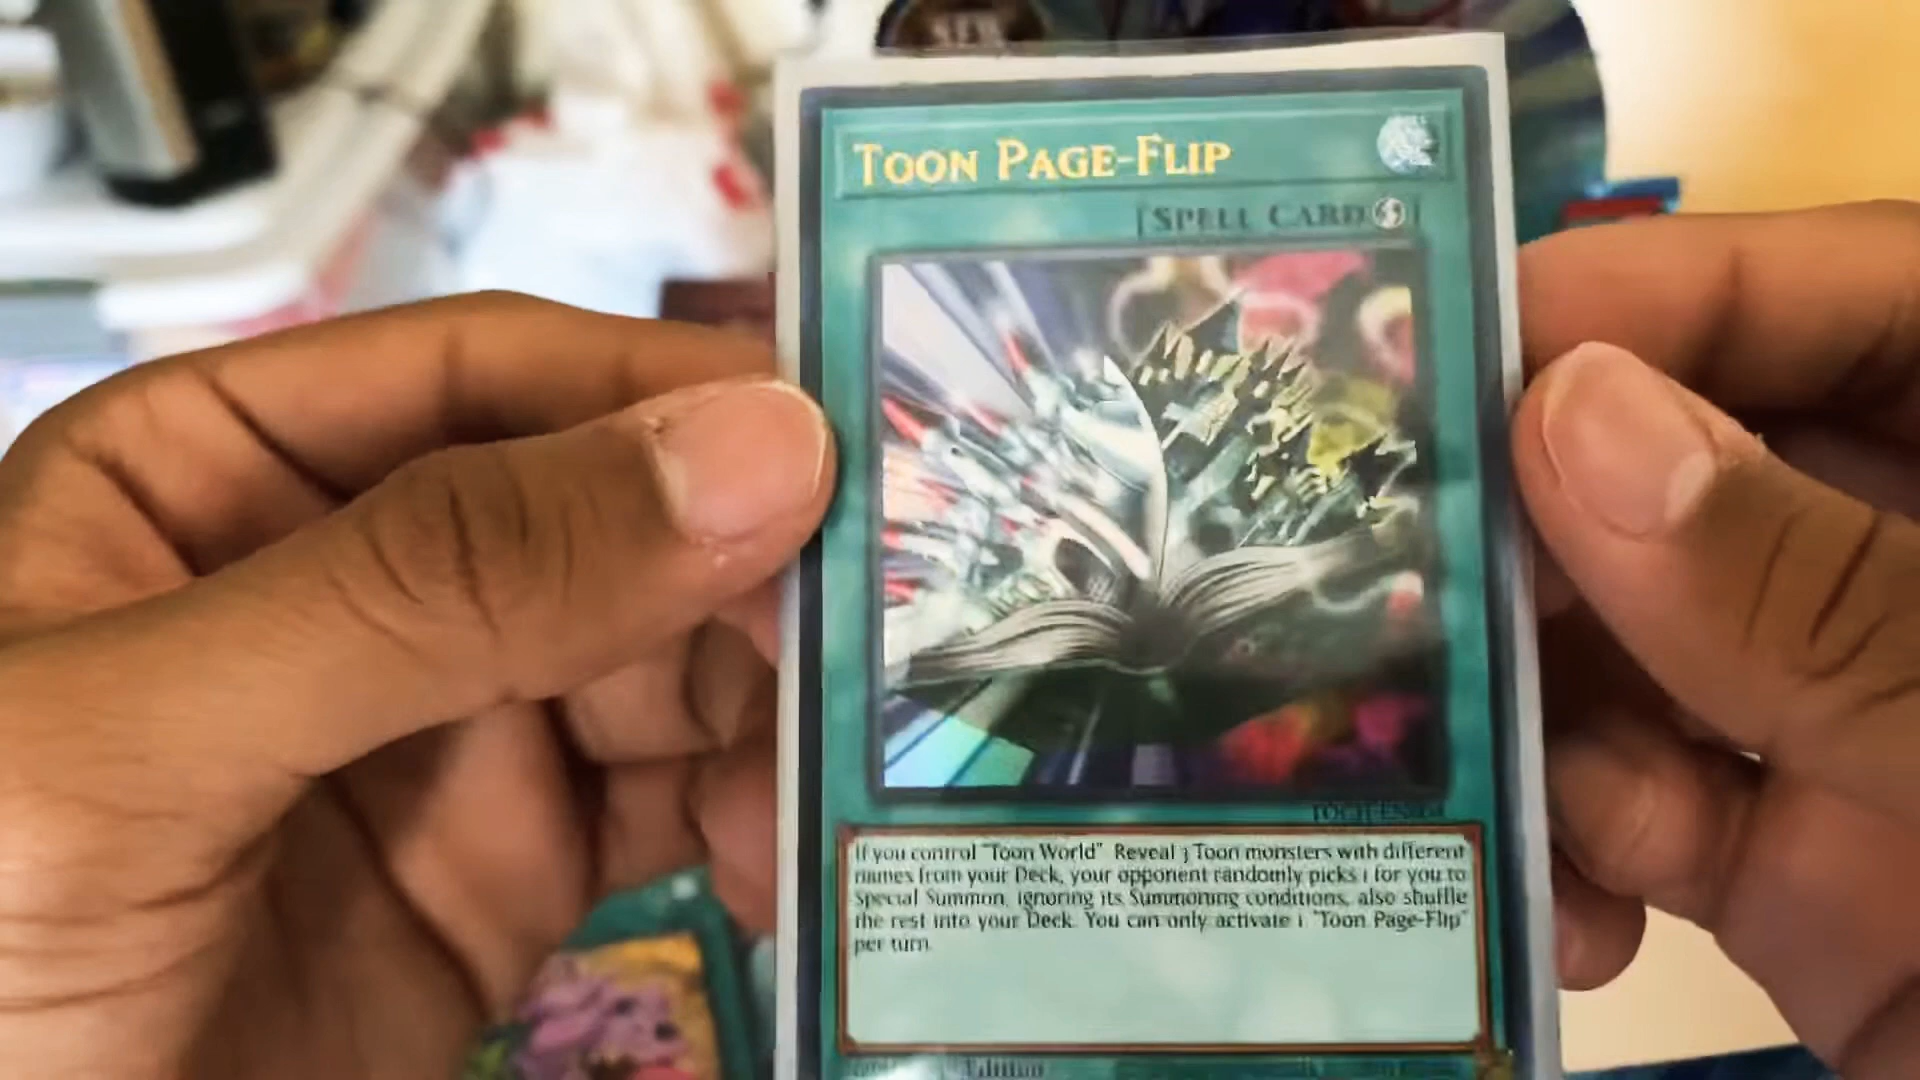 NEW
TOON PAGE-FLIP
[SPELL CARD]
If you control "Toon World": Reveal 3 Toon monsters with different
names from your Deck, your opponent randomly picks 1 for you to
Special Summon, ignoring its Summoning conditions, also shuffle
the rest into your Deck. You can only activate 1 "Toon Page-Flip"
per turn.
Edition